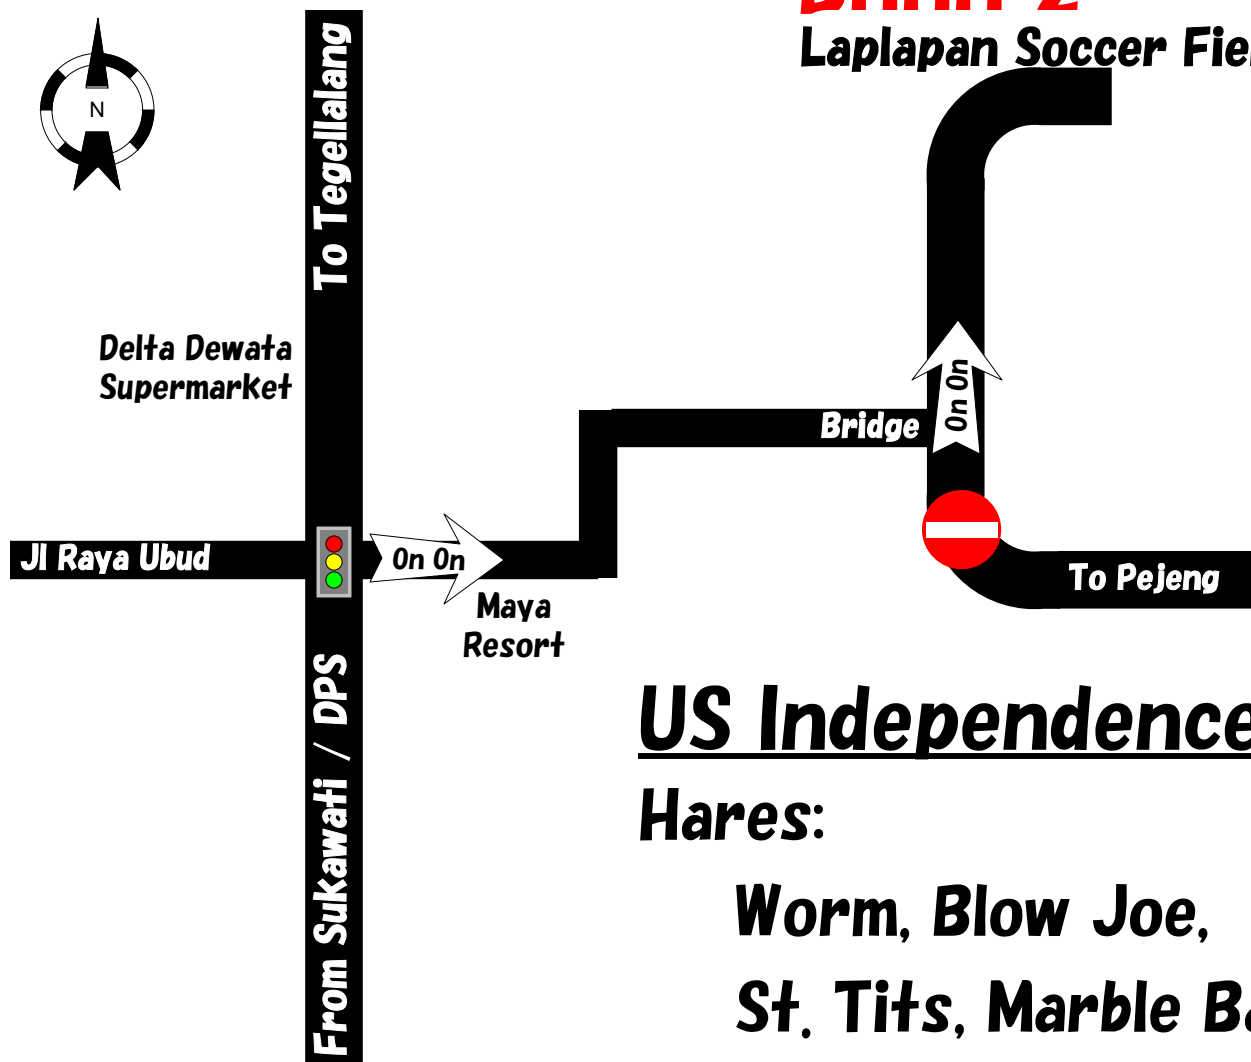 Laplapan Soccer
N
To Tegellalang
Delta Dewata
Supermarket
On On
Bridge
Jl Raya Ubud
On On
To Pejeng
Maya
Resort
From Sukawati / DPS
US Independence
Hares:
Worm, Blow Joe,
St. Tits, Marble